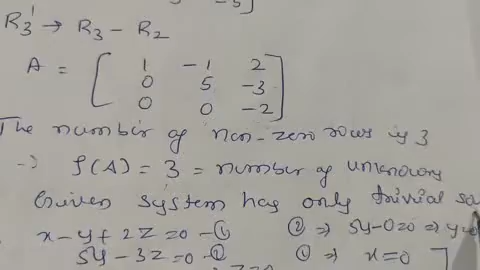 -5]
R₃' → R₃ - R₂
A = [ 1 -1 2
0 5 -3
0 0 -2 ]
The number of non-zero rows is 3
∴ ρ(A) = 3 = number of unknowns
Given system has only trivial
x - y + 2z = 0 - ① ② ⇒ 5y - 0 = 0 ⇒
5y - 3z = 0 - ② ① ⇒ x = 0 ]